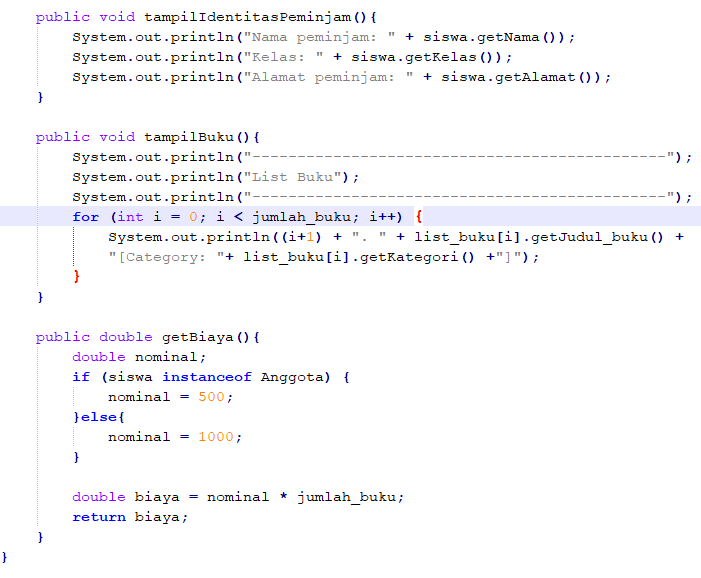 public void tampilIdentitasPeminjam(){
System.out.println("Nama peminjam: " + siswa.getNama());
System.out.println("Kelas: " + siswa.getKelas());
System.out.println("Alamat peminjam: " + siswa.getAlamat());
}
public void tampilBuku(){
System.out.println("----------------------------------------------");
System.out.println("List Buku");
System.out.println("----------------------------------------------");
for (int i = 0; i < jumlah_buku; i++) {
System.out.println((i+1) + ". " + list_buku[i].getJudul_buku() +
"[Category: "+ list_buku[i].getKategori() +"]");
}
}
public double getBiaya(){
double nominal;
if (siswa instanceof Anggota) {
nominal = 500;
}else{
nominal = 1000;
}
double biaya = nominal * jumlah_buku;
return biaya;
}
}